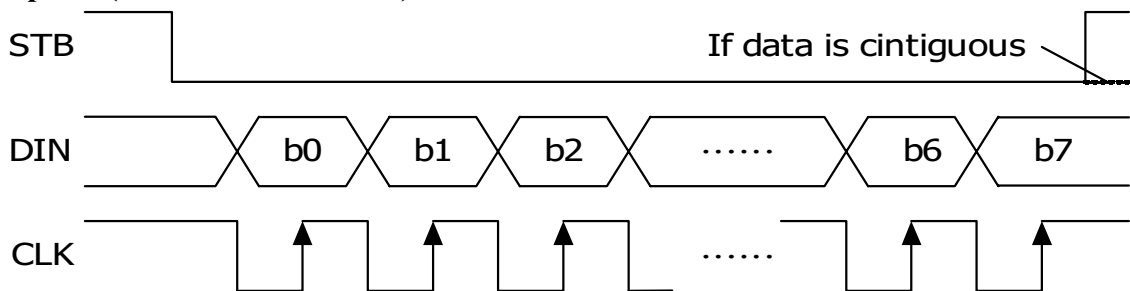 STB
If data is cintiguous
DIN
b0 b1 b2 ...... b6 b7
CLK
......